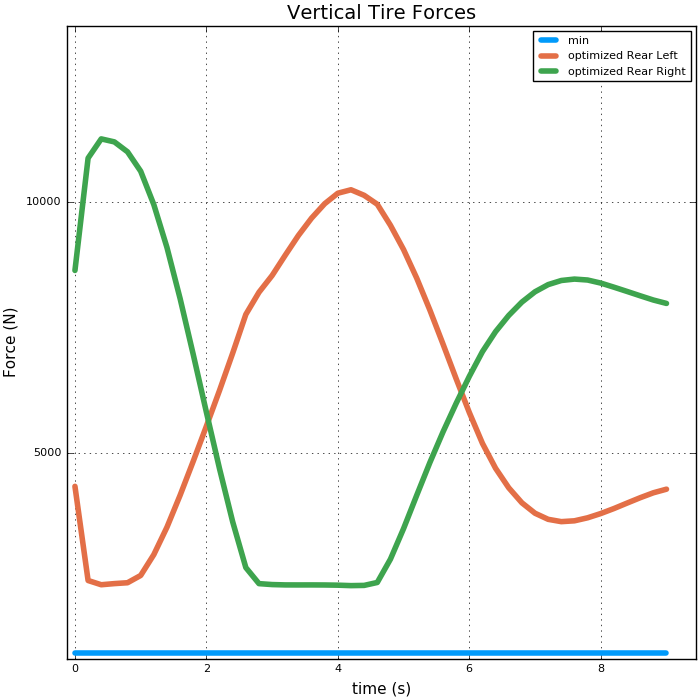 Vertical Tire Forces
min
optimized Rear Left
optimized Rear Right
10000
5000
Force (N)
0 2 4 6 8
time (s)